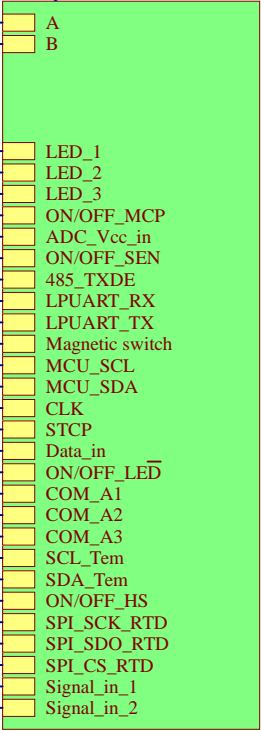 A
B
LED_1
LED_2
LED_3
ON/OFF_MCP
ADC_Vcc_in
ON/OFF_SEN
485_TXDE
LPUART_RX
LPUART_TX
Magnetic switch
MCU_SCL
MCU_SDA
CLK
STCP
Data_in
ON/OFF_LED̅
COM_A1
COM_A2
COM_A3
SCL_Tem
SDA_Tem
ON/OFF_HS
SPI_SCK_RTD
SPI_SDO_RTD
SPI_CS_RTD
Signal_in_1
Signal_in_2